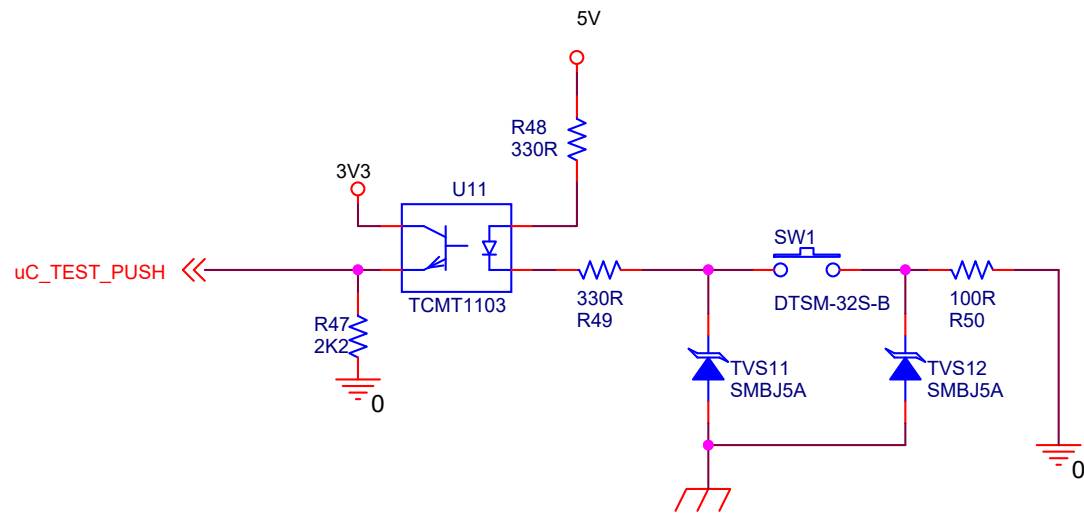 5V
R48
330R
3V3
U11
SW1
uC_TEST_PUSH
TCMT1103
330R
R49
DTSM-32S-B
100R
R50
R47
2K2
TVS11
SMBJ5A
TVS12
SMBJ5A
0
0